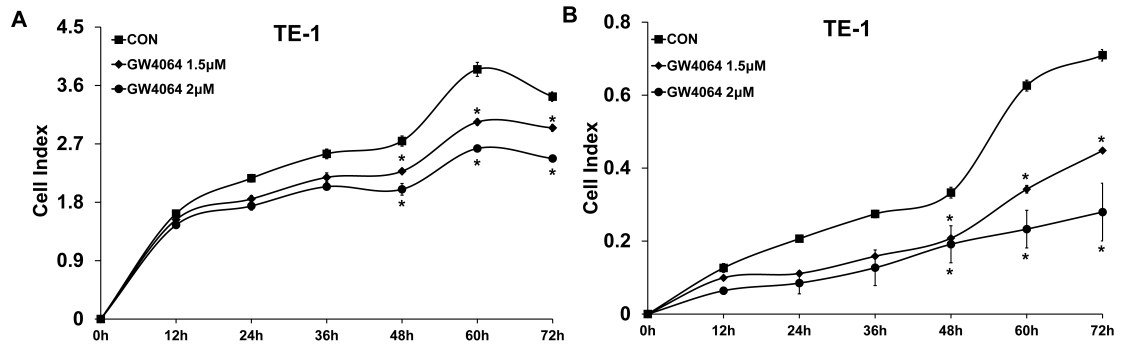 A
TE-1
4.5
3.6
2.7
1.8
0.9
0
Cell Index
CON
GW4064 1.5μM
GW4064 2μM
*
*
*
*
*
*
0h 12h 24h 36h 48h 60h 72h
B
TE-1
0.8
0.6
0.4
0.2
0
Cell Index
CON
GW4064 1.5μM
GW4064 2μM
*
*
*
*
*
*
0h 12h 24h 36h 48h 60h 72h